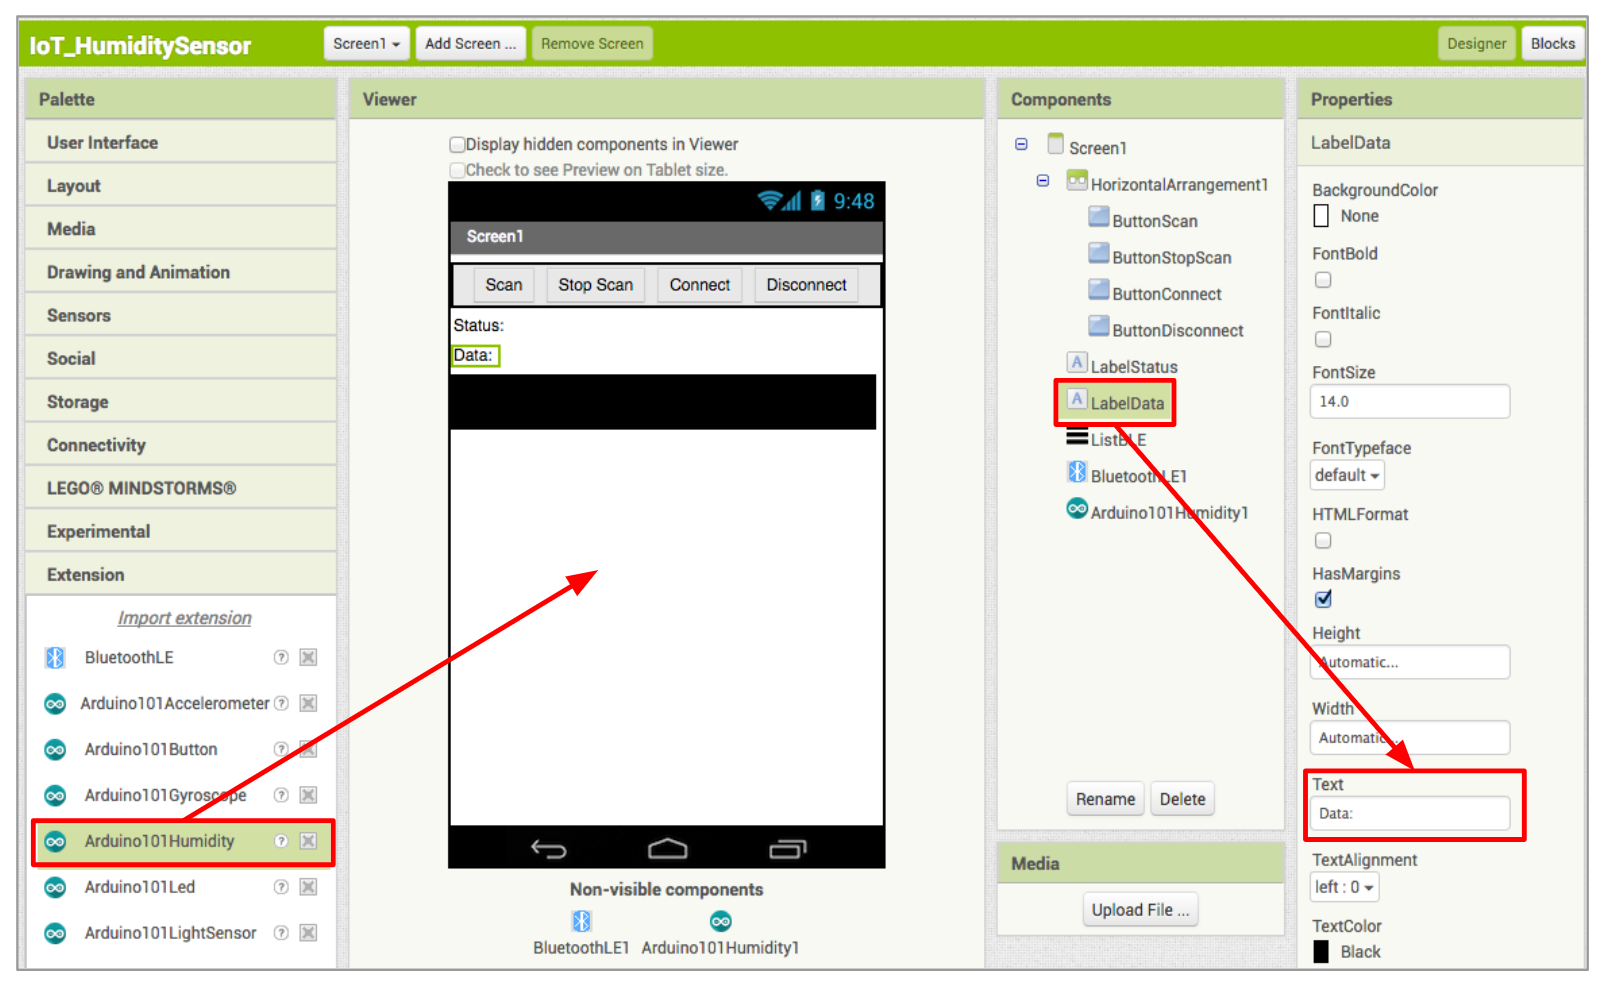 IoT_HumiditySensor
Screen1
Add Screen ...
Remove Screen
Designer
Blocks
Palette
User Interface
Layout
Media
Drawing and Animation
Sensors
Social
Storage
Connectivity
LEGO® MINDSTORMS®
Experimental
Extension
Import extension
BluetoothLE ?
Arduino101Accelerometer ?
Arduino101Button ?
Arduino101Gyroscope ?
Arduino101Humidity ?
Arduino101Led ?
Arduino101LightSensor ?
Viewer
Display hidden components in Viewer
Check to see Preview on Tablet size.
9:48
Screen1
Scan
Stop Scan
Connect
Disconnect
Status:
Data:
Non-visible components
BluetoothLE1
Arduino101Humidity1
Components
Screen1
HorizontalArrangement1
ButtonScan
ButtonStopScan
ButtonConnect
ButtonDisconnect
A LabelStatus
A LabelData
ListBLE
BluetoothLE1
Arduino101Humidity1
Rename
Delete
Media
Upload File ...
Properties
LabelData
BackgroundColor
None
FontBold
FontItalic
FontSize
14.0
FontTypeface
default
HTMLFormat
HasMargins
Height
Automatic...
Width
Automatic...
Text
Data:
TextAlignment
left : 0
TextColor
Black